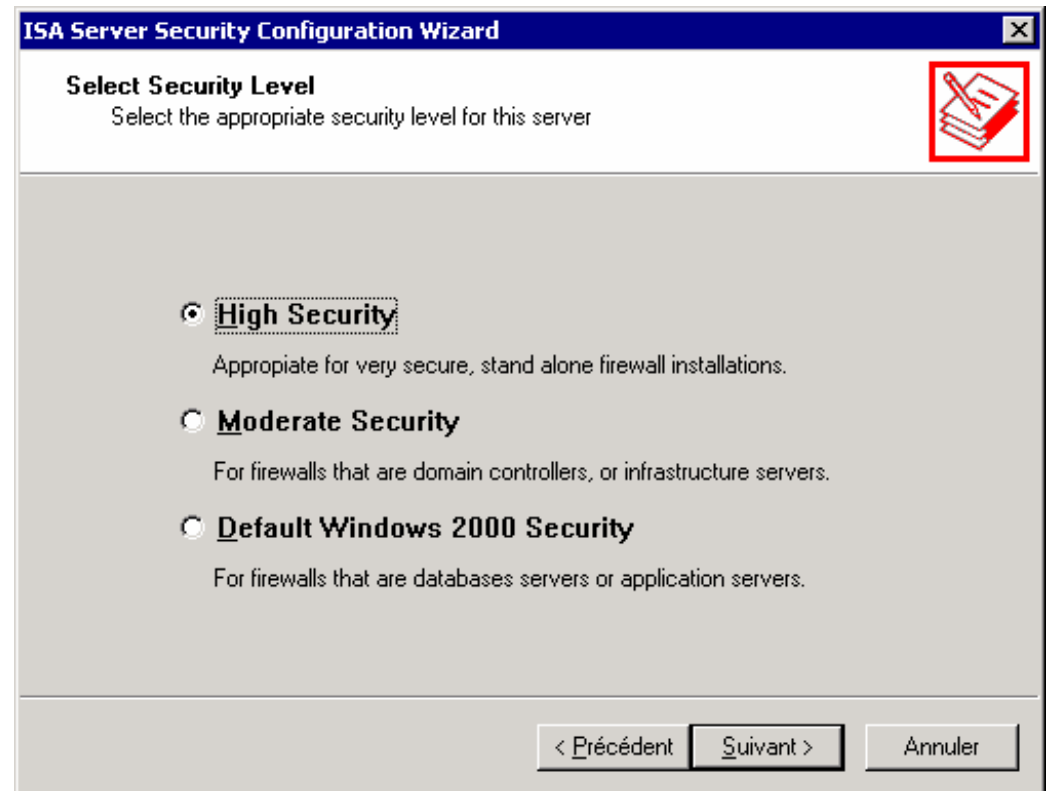 ISA Server Security Configuration Wizard
Select Security Level
Select the appropriate security level for this server
High Security
Appropiate for very secure, stand alone firewall installations.
Moderate Security
For firewalls that are domain controllers, or infrastructure servers.
Default Windows 2000 Security
For firewalls that are databases servers or application servers.
< Précédent Suivant > Annuler